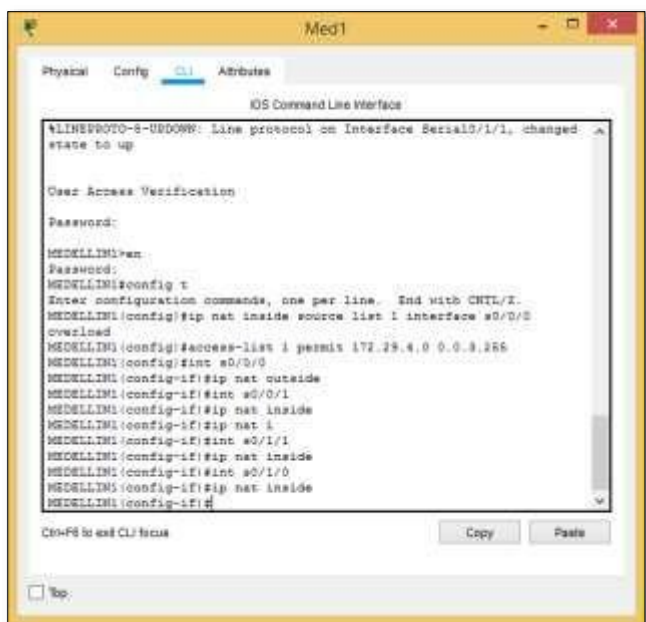 Med1
Physical Config CLI Attributes
IOS Command Line Interface
%LINEPROTO-5-UPDOWN: Line protocol on Interface Serial0/1/1, changed
state to up
User Access Verification
Password:
MEDELLIN1>en
Password:
MEDELLIN1#config t
Enter configuration commands, one per line. End with CNTL/Z.
MEDELLIN1(config)#ip nat inside source list 1 interface s0/0/0
overload
MEDELLIN1(config)#access-list 1 permit 172.29.4.0 0.0.3.255
MEDELLIN1(config)#int s0/0/0
MEDELLIN1(config-if)#ip nat outside
MEDELLIN1(config-if)#int s0/0/1
MEDELLIN1(config-if)#ip nat inside
MEDELLIN1(config-if)#ip nat i
MEDELLIN1(config-if)#int s0/1/1
MEDELLIN1(config-if)#ip nat inside
MEDELLIN1(config-if)#int s0/1/0
MEDELLIN1(config-if)#ip nat inside
MEDELLIN1(config-if)#
Ctrl+F6 to exit CLI focus
Copy Paste
Top